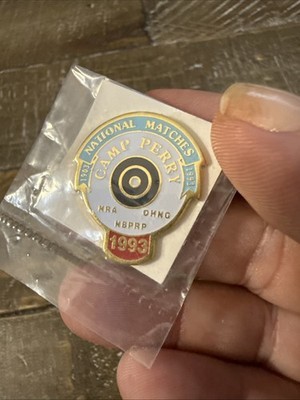 NATIONAL MATCHES
CAMP PERRY
NRA OHNG
NBPRP
1993